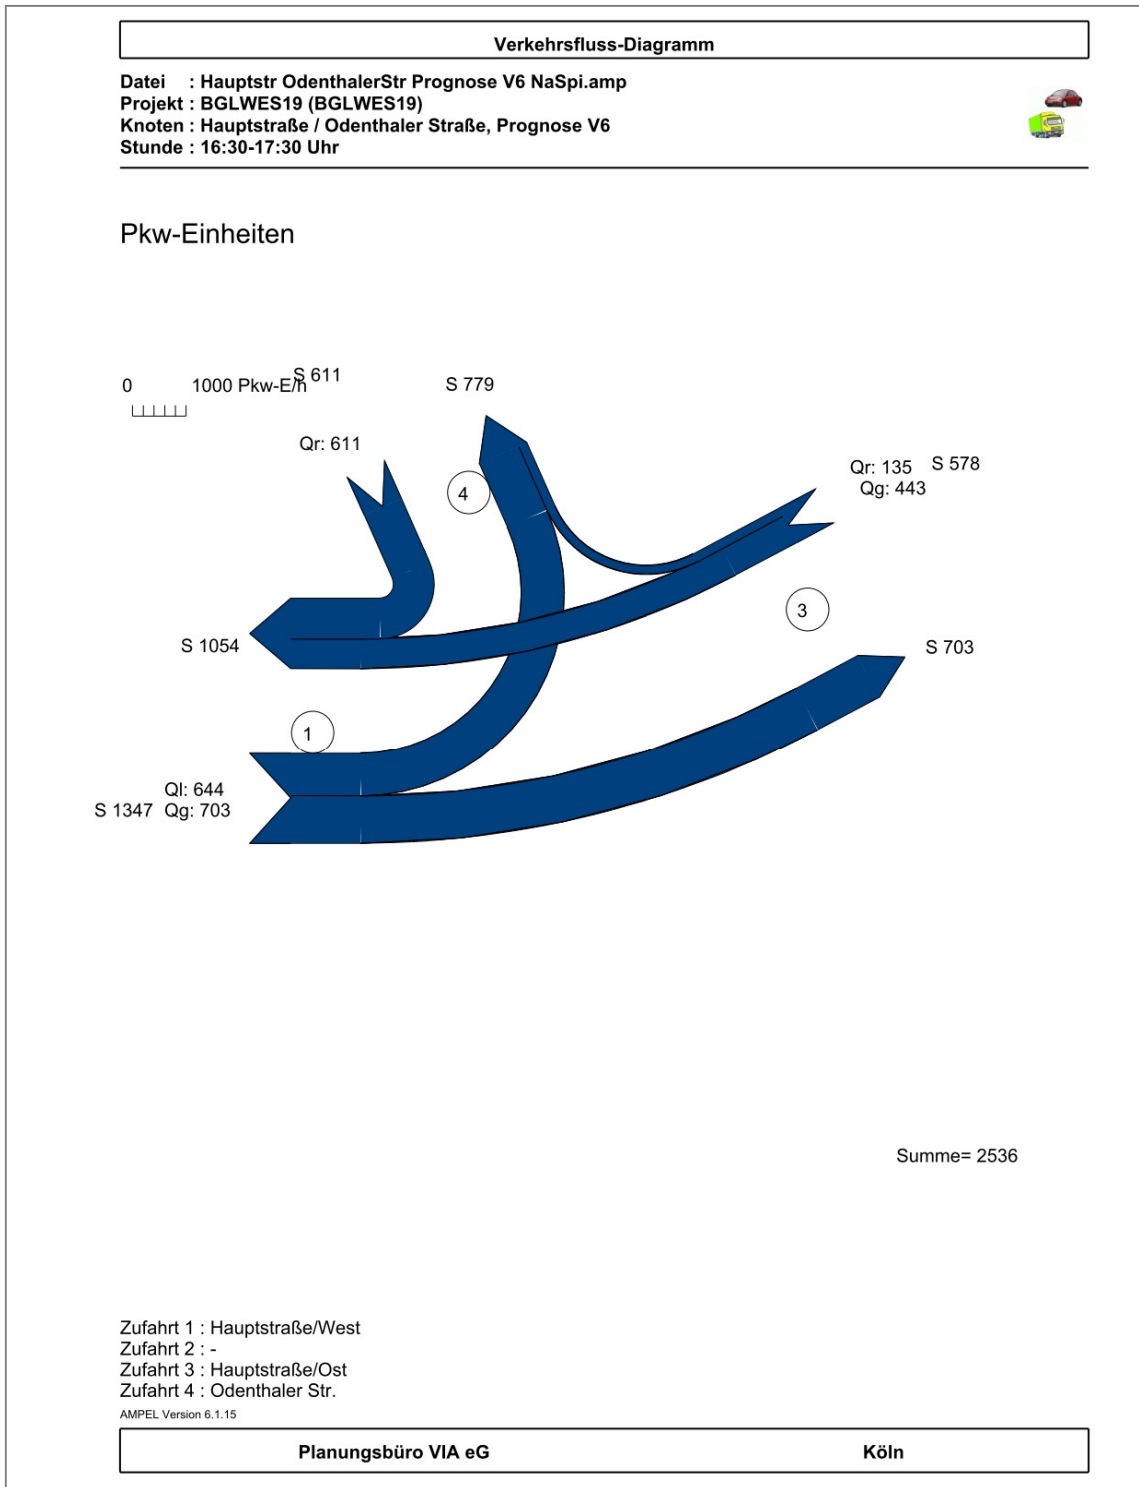 Verkehrsfluss-Diagramm
Datei : Hauptstr OdenthalerStr Prognose V6 NaSpi.amp
Projekt : BGLWES19 (BGLWES19)
Knoten : Hauptstraße / Odenthaler Straße, Prognose V6
Stunde : 16:30-17:30 Uhr
Pkw-Einheiten
0 1000 Pkw-E/h
S 611
S 779
Qr: 611
Qr: 135 S 578
Qg: 443
4
3
S 1054
S 703
1
Ql: 644
S 1347 Qg: 703
Summe= 2536
Zufahrt 1 : Hauptstraße/West
Zufahrt 2 : -
Zufahrt 3 : Hauptstraße/Ost
Zufahrt 4 : Odenthaler Str.
AMPEL Version 6.1.15
Planungsbüro VIA eG Köln